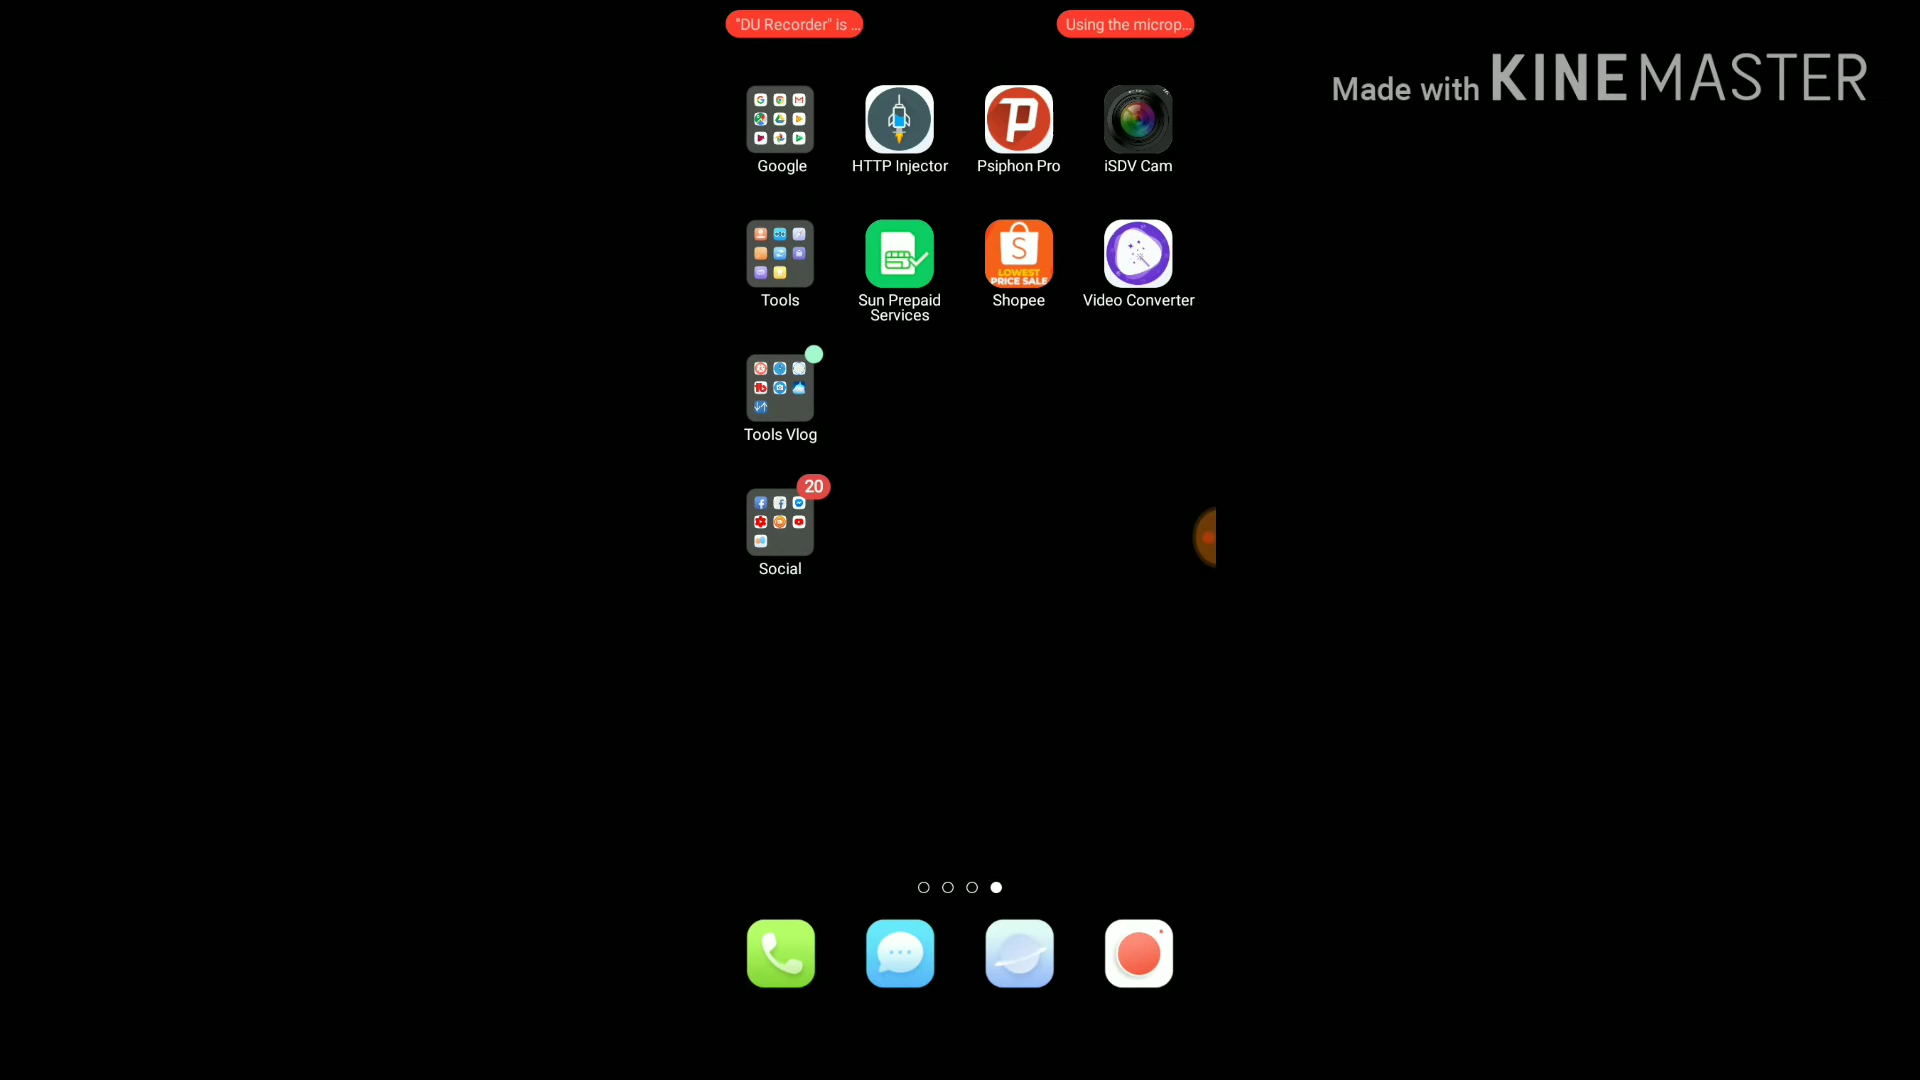 "DU Recorder" is ...
Using the microp...
Made with KINEMASTER
Google
HTTP Injector
Psiphon Pro
iSDV Cam
LOWEST
PRICE SALE
Tools
Sun Prepaid
Services
Shopee
Video Converter
Tools Vlog
20
Social